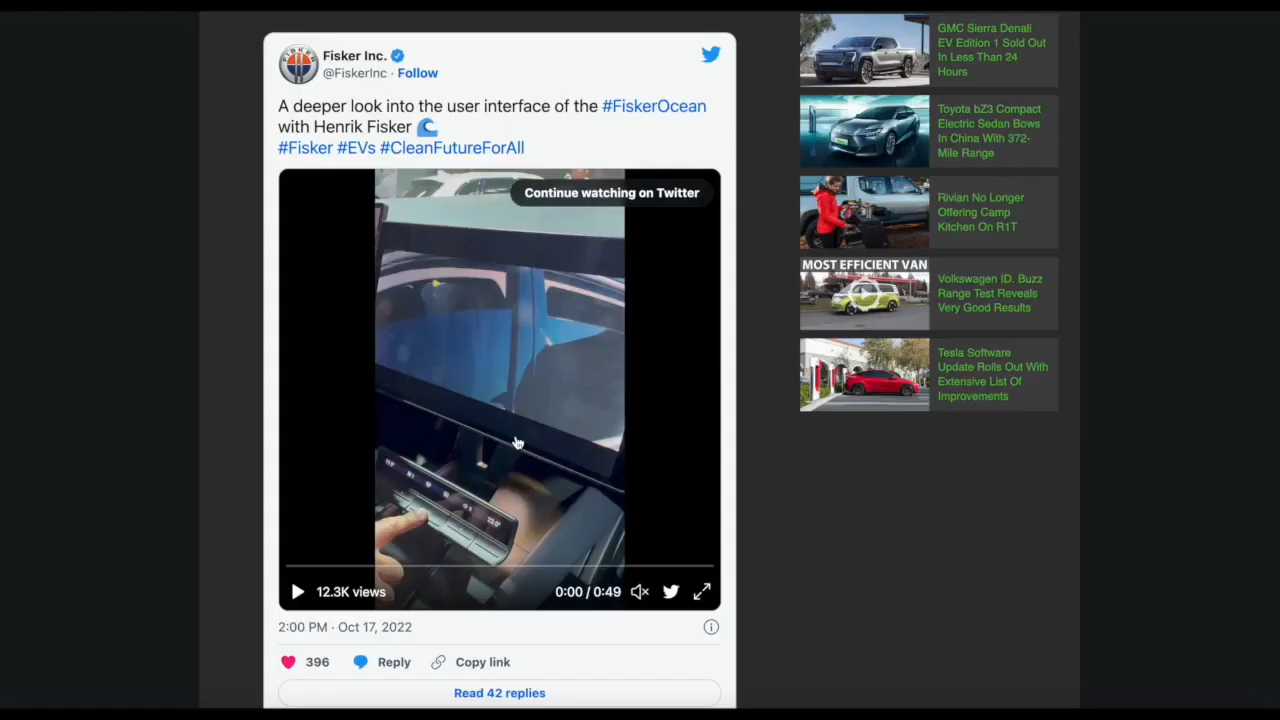 Fisker Inc.
@FiskerInc · Follow
A deeper look into the user interface of the #FiskerOcean
with Henrik Fisker 🌊
#Fisker #EVs #CleanFutureForAll
Continue watching on Twitter
12.3K views
0:00 / 0:49
2:00 PM · Oct 17, 2022
396
Reply
Copy link
Read 42 replies
GMC Sierra Denali
EV Edition 1 Sold Out
In Less Than 24
Hours
Toyota bZ3 Compact
Electric Sedan Bows
In China With 372-
Mile Range
Rivian No Longer
Offering Camp
Kitchen On R1T
MOST EFFICIENT VAN
Volkswagen ID. Buzz
Range Test Reveals
Very Good Results
Tesla Software
Update Rolls Out With
Extensive List Of
Improvements